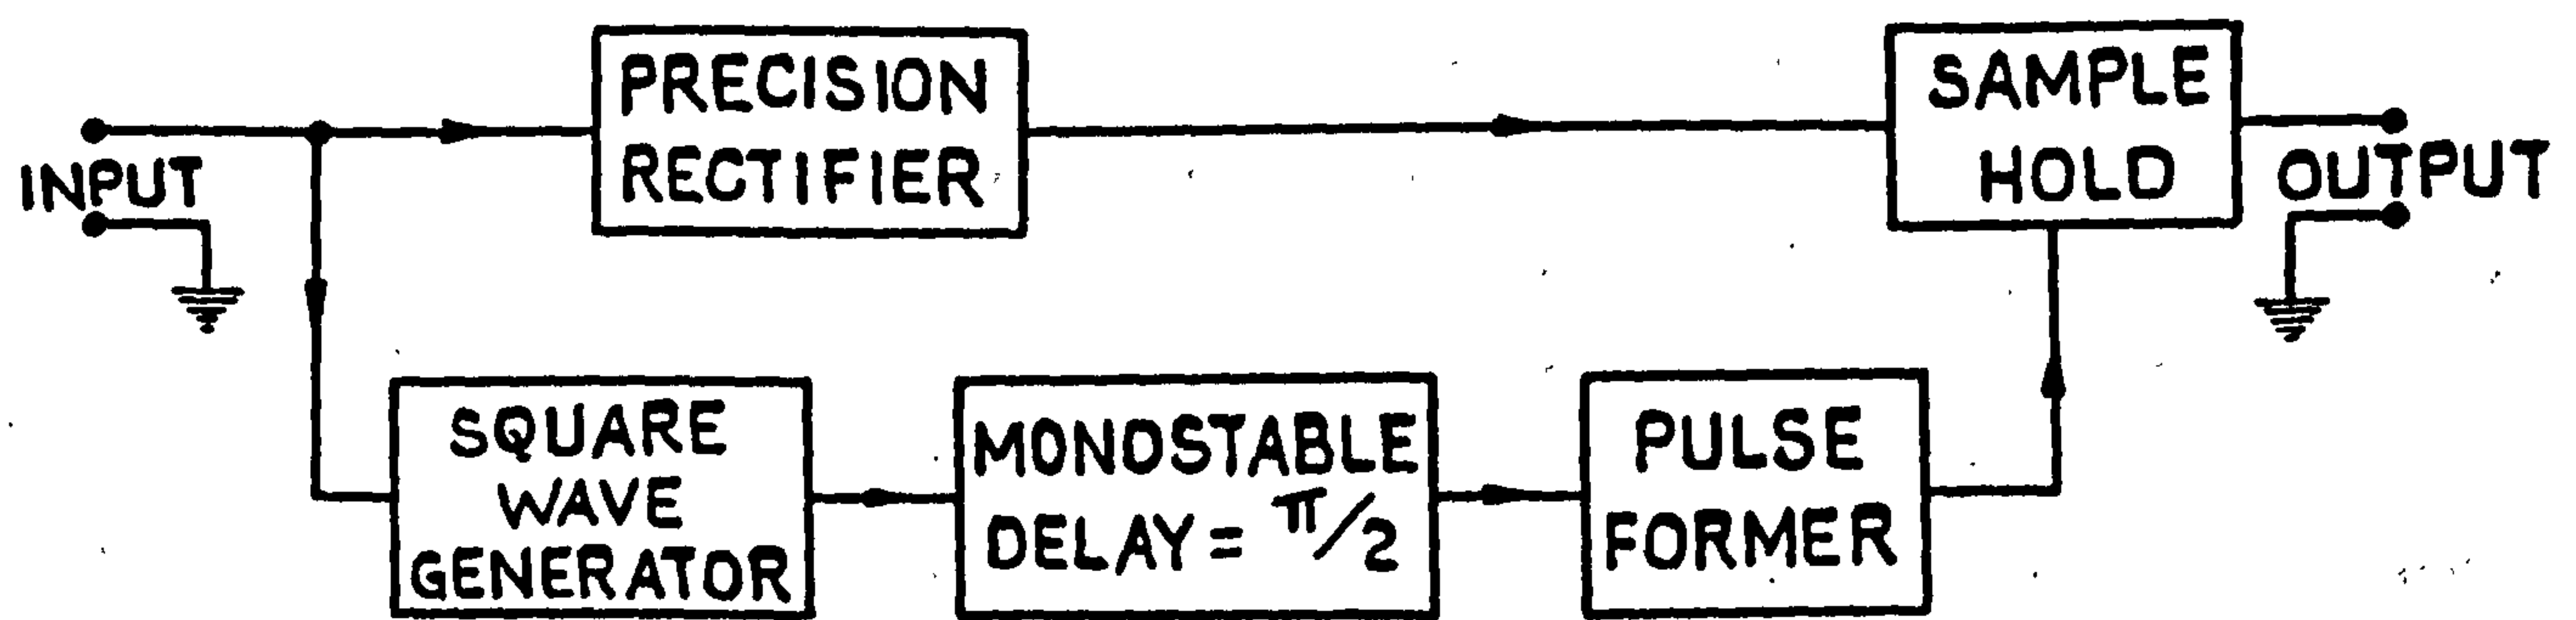 INPUT
PRECISION
RECTIFIER
SAMPLE
HOLD
OUTPUT
SQUARE
WAVE
GENERATOR
MONOSTABLE
DELAY = π/2
PULSE
FORMER